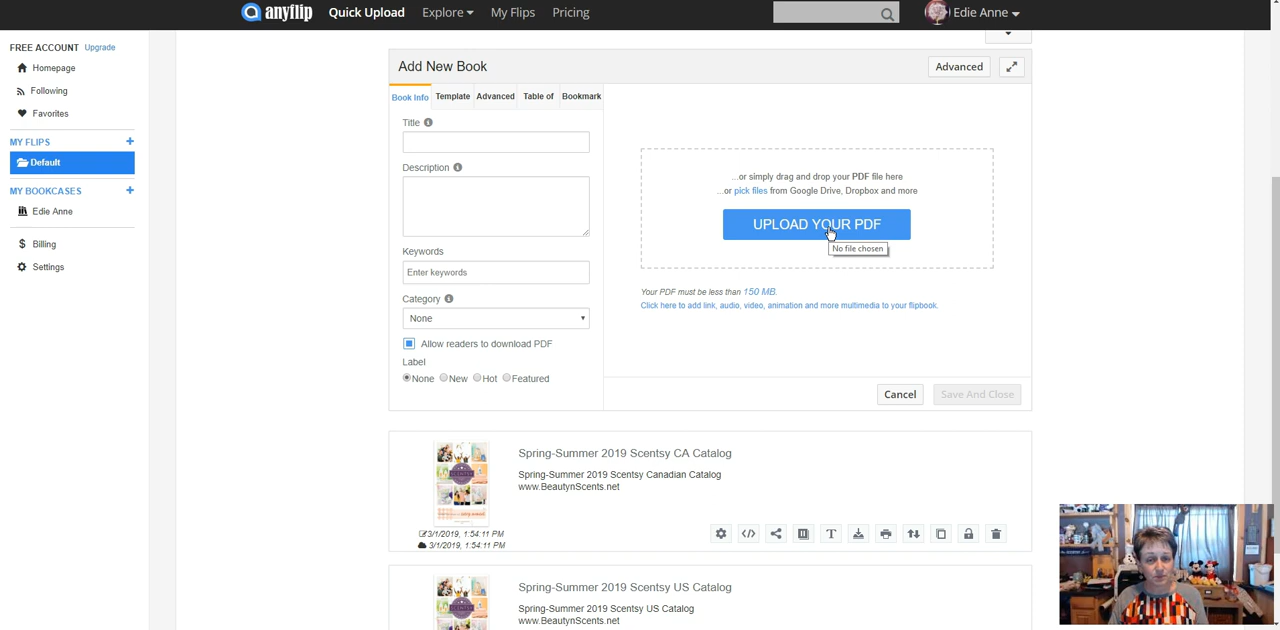 anyflip Quick Upload Explore My Flips Pricing Edie Anne
FREE ACCOUNT Upgrade
Homepage
Following
Favorites
MY FLIPS +
Default
MY BOOKCASES +
Edie Anne
$ Billing
Settings
Add New Book Advanced
Book Info Template Advanced Table of Bookmark
Title
Description
Keywords
Enter keywords
Category
None
Allow readers to download PDF
Label
None New Hot Featured
...or simply drag and drop your PDF file here
...or pick files from Google Drive, Dropbox and more
UPLOAD YOUR PDF
No file chosen
Your PDF must be less than 150 MB.
Click here to add link, audio, video, animation and more multimedia to your flipbook.
Cancel Save And Close
Spring-Summer 2019 Scentsy CA Catalog
Spring-Summer 2019 Scentsy Canadian Catalog
www.BeautynScents.net
3/1/2019, 1:54:11 PM
3/1/2019, 1:54:11 PM
Spring-Summer 2019 Scentsy US Catalog
Spring-Summer 2019 Scentsy US Catalog
www.BeautynScents.net